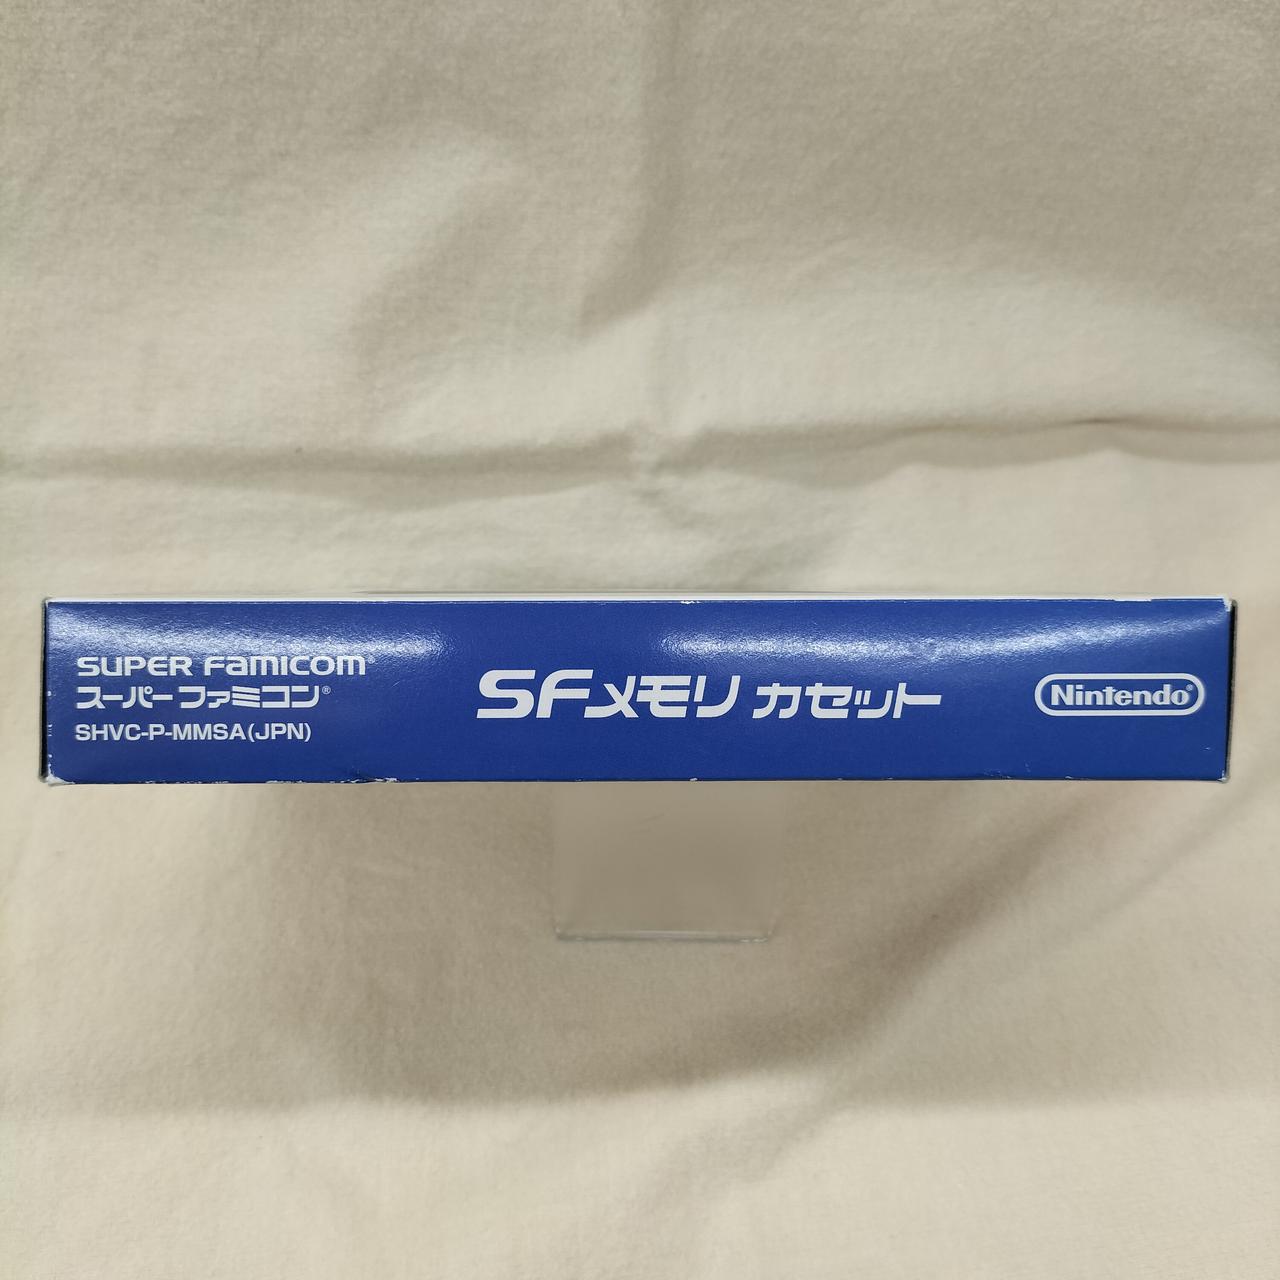 SUPER FAMICOM®
スーパーファミコン®
SHVC-P-MMSA(JPN)
SFメモリ カセット
Nintendo®